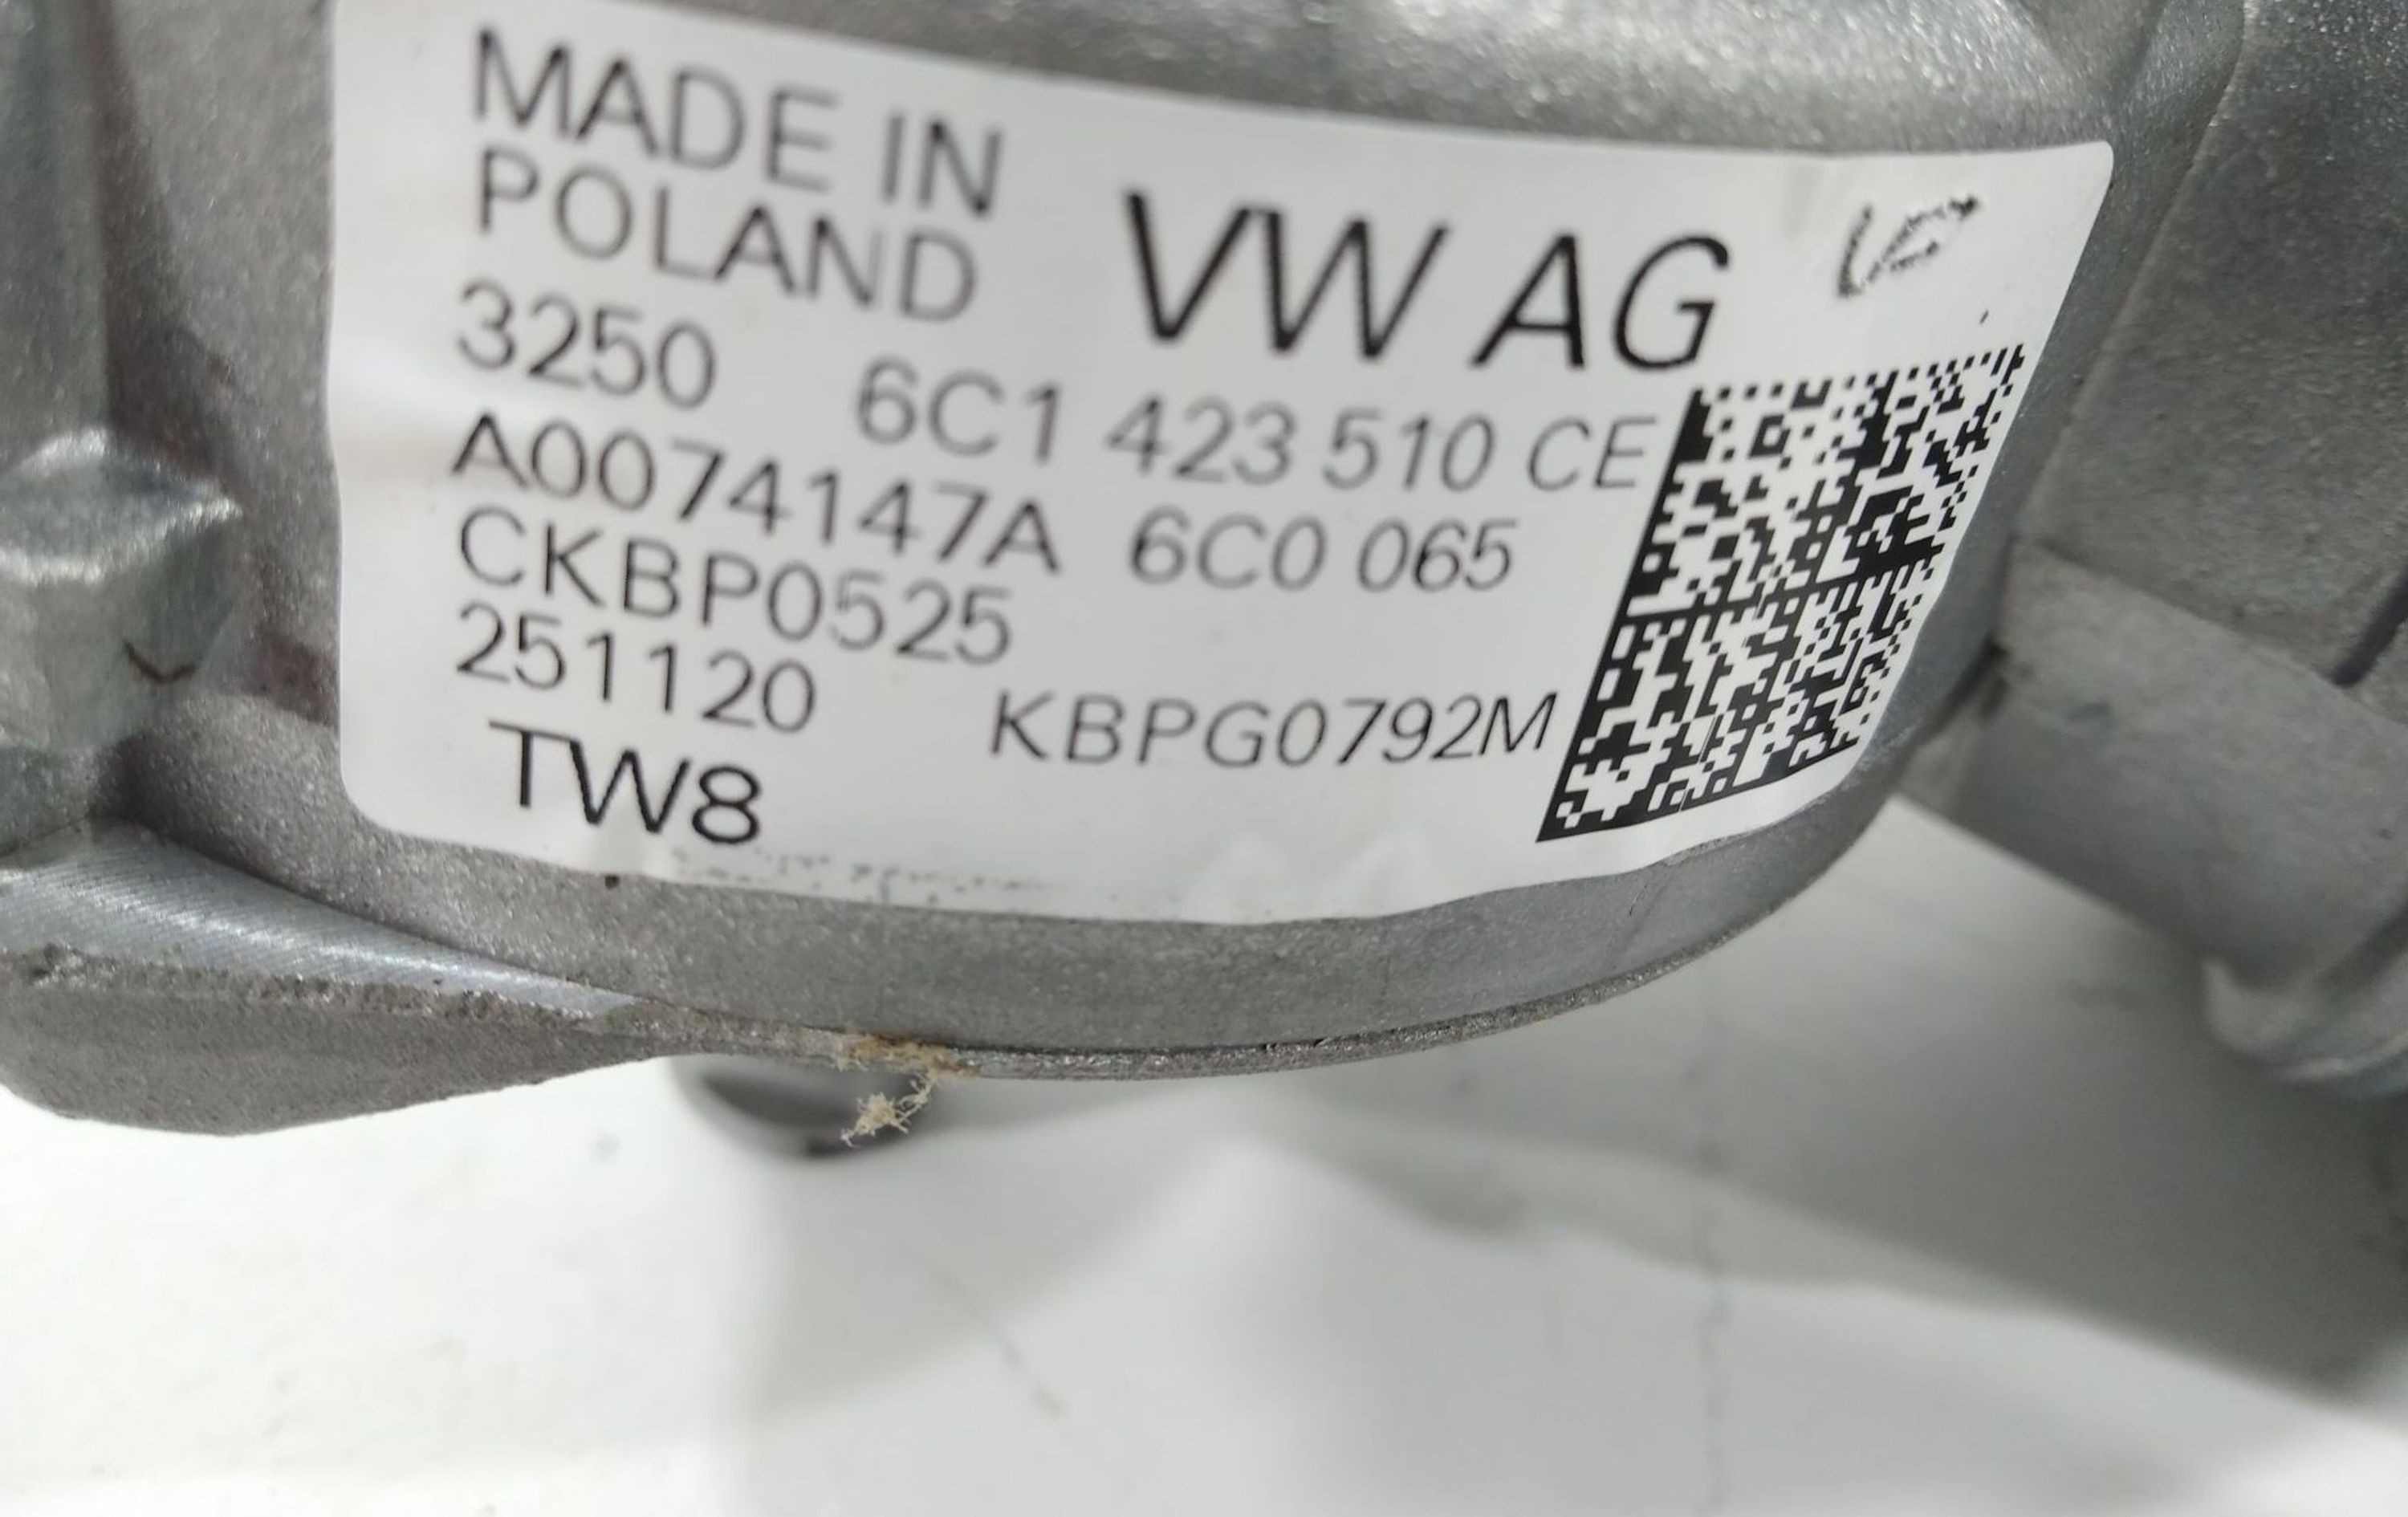 MADE IN
POLAND
VW AG
3250
6C1 423 510 CE
A0074147A
6C0 065
CKBP0525
251120
KBPG0792M
TW8